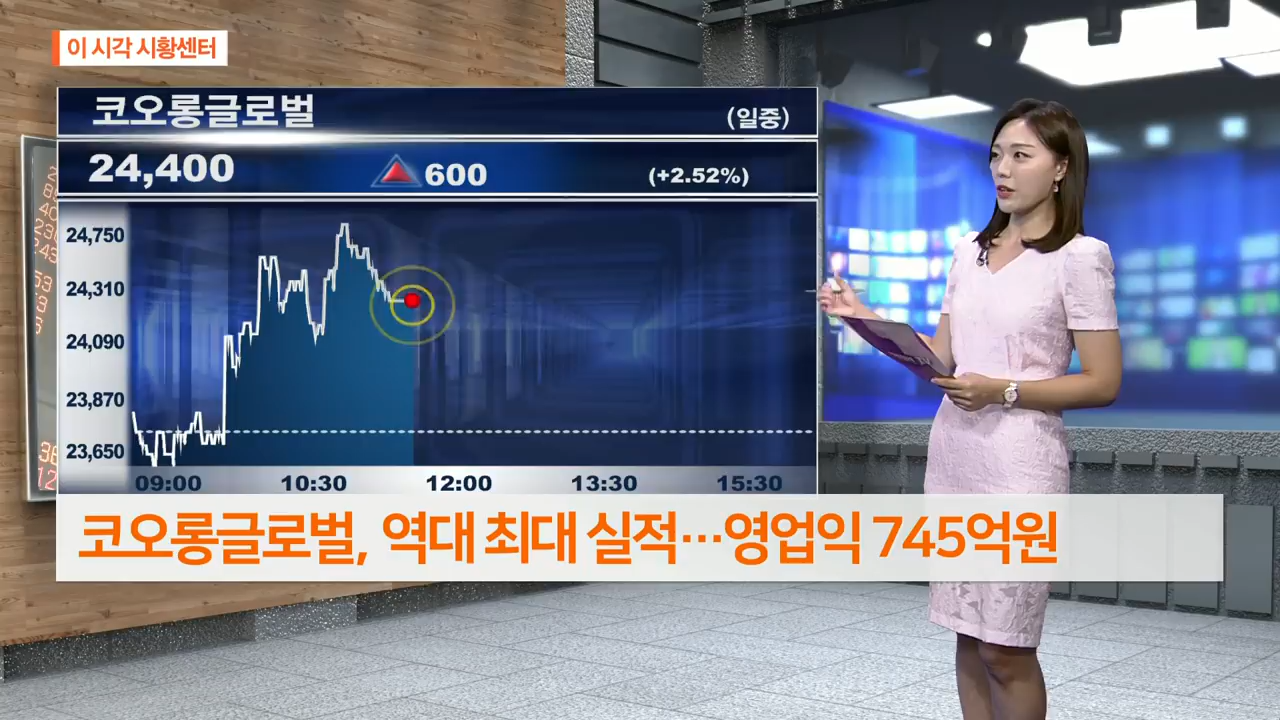 이 시각 시황센터
코오롱글로벌 (일중)
24,400 ▲600 (+2.52%)
24,750
24,310
24,090
23,870
23,650
09:00 10:30 12:00 13:30 15:30
코오롱글로벌, 역대 최대 실적…영업익 745억원